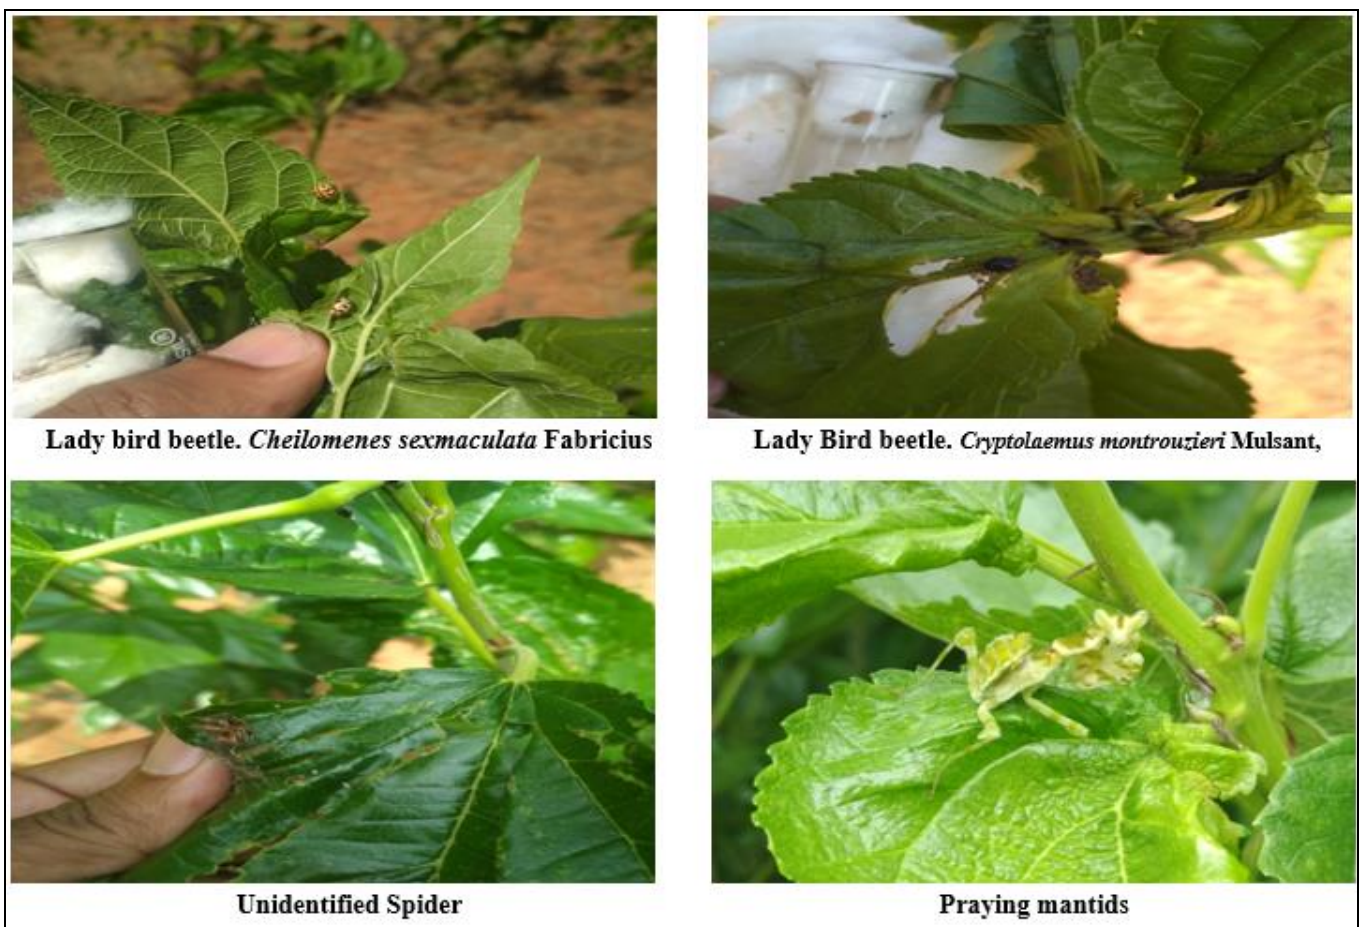 Lady bird beetle. Cheilomenes sexmaculata Fabricius
Lady Bird beetle. Cryptolaemus montrouzieri Mulsant,
Unidentified Spider
Praying mantids